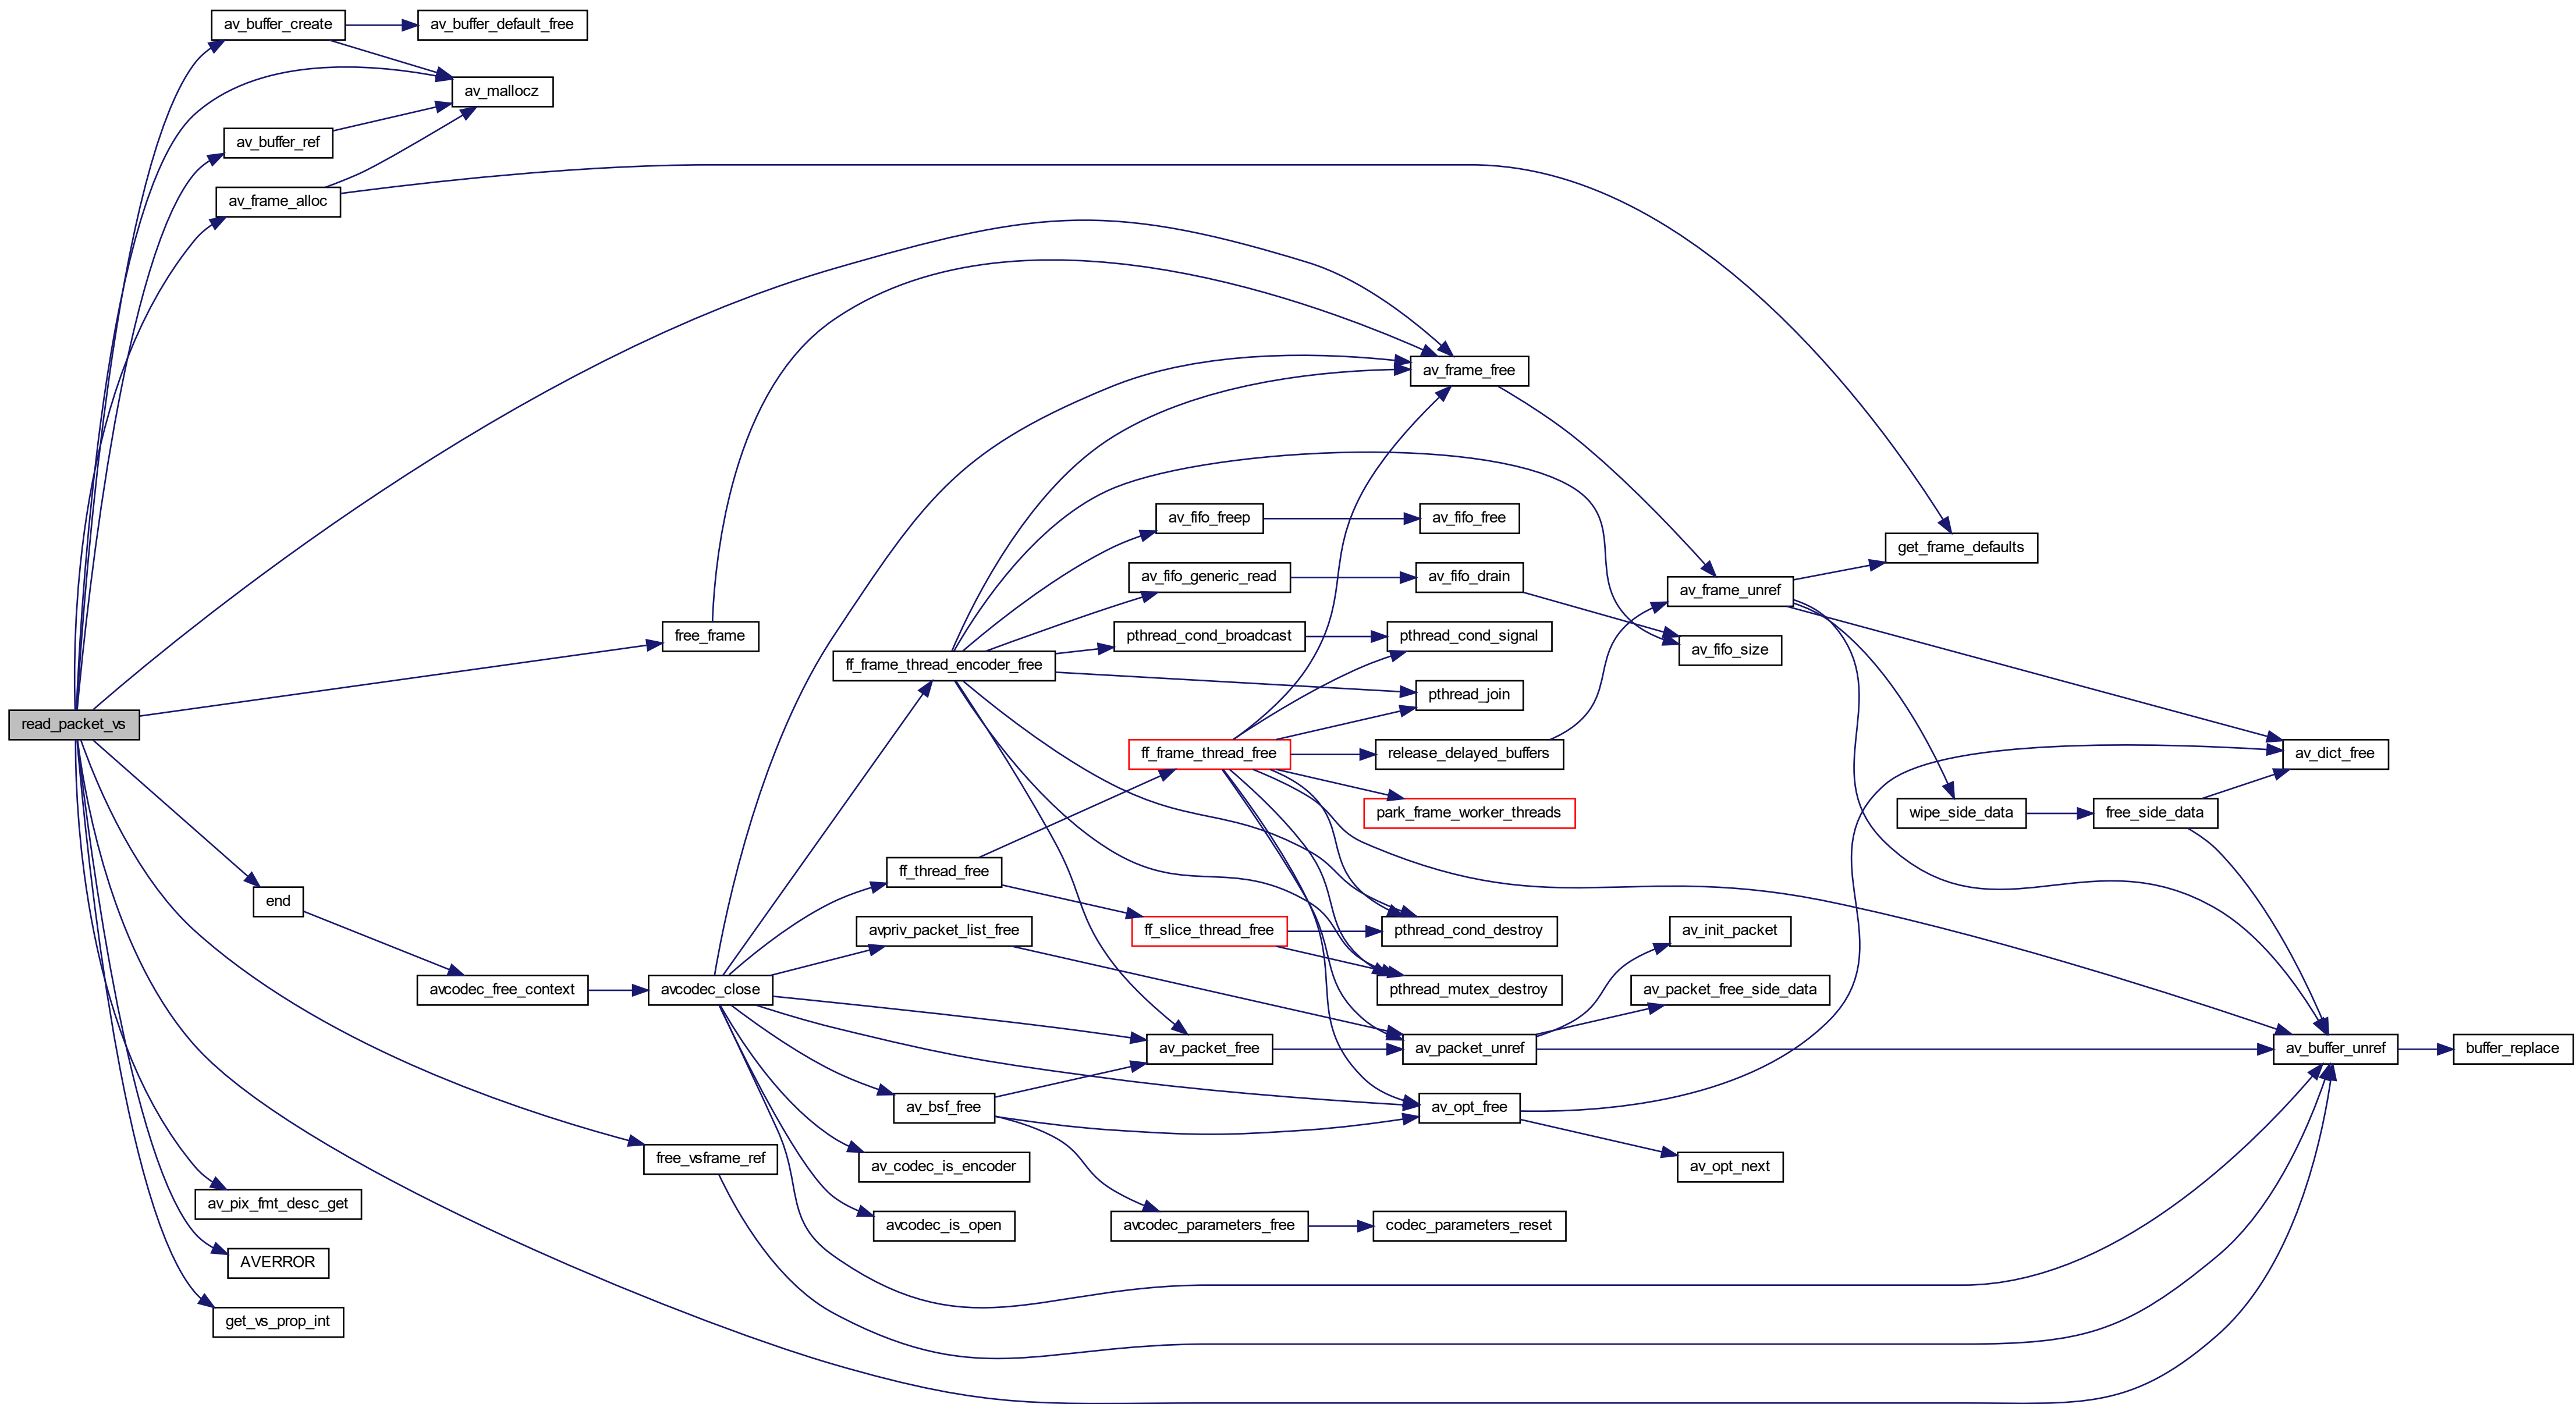 av_buffer_create
av_buffer_default_free
av_mallocz
av_buffer_ref
av_frame_alloc
av_frame_free
av_fifo_freep
av_fifo_free
get_frame_defaults
av_fifo_generic_read
av_fifo_drain
av_frame_unref
free_frame
pthread_cond_broadcast
pthread_cond_signal
av_fifo_size
ff_frame_thread_encoder_free
pthread_join
read_packet_vs
ff_frame_thread_free
release_delayed_buffers
av_dict_free
park_frame_worker_threads
wipe_side_data
free_side_data
ff_thread_free
end
avpriv_packet_list_free
ff_slice_thread_free
pthread_cond_destroy
av_init_packet
avcodec_free_context
avcodec_close
pthread_mutex_destroy
av_packet_free_side_data
av_packet_free
av_packet_unref
av_buffer_unref
buffer_replace
av_bsf_free
av_opt_free
free_vsframe_ref
av_codec_is_encoder
av_opt_next
av_pix_fmt_desc_get
avcodec_is_open
avcodec_parameters_free
codec_parameters_reset
AVERROR
get_vs_prop_int